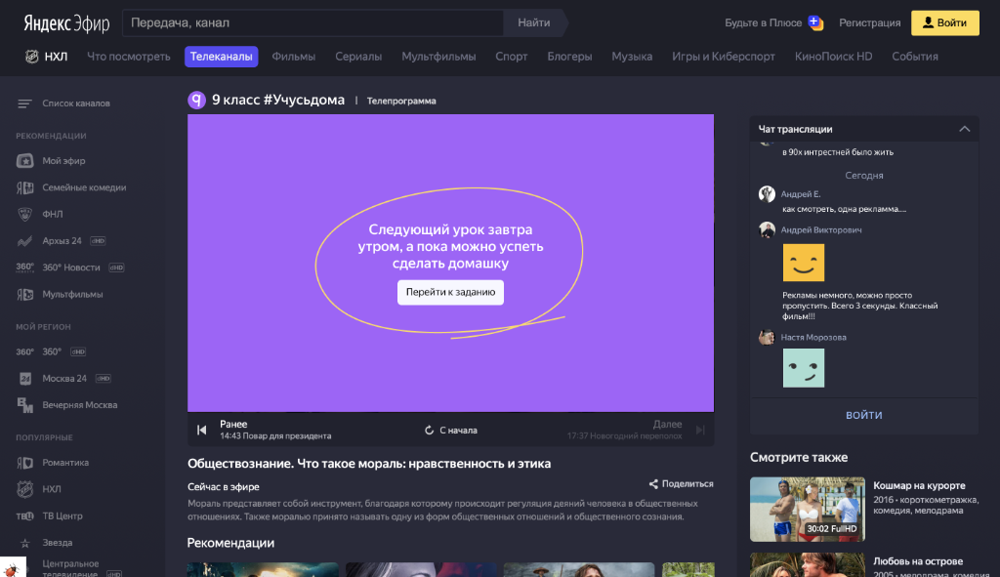 Яндекс Эфир
Передача, канал
Найти
Будьте в Плюсе
Регистрация
Войти
НХЛ
Что посмотреть
Телеканалы
Фильмы
Сериалы
Мультфильмы
Спорт
Блогеры
Музыка
Игры и Киберспорт
КиноПоиск HD
События
Список каналов
РЕКОМЕНДАЦИИ
Мой эфир
Семейные комедии
ФНЛ
Архыз 24
360° Новости
Мультфильмы
МОЙ РЕГИОН
360° 360°
Москва 24
Вечерняя Москва
ПОПУЛЯРНЫЕ
Романтика
НХЛ
ТВ Центр
Звезда
Центральное
телевидение
9 класс #Учусьдома | Телепрограмма
Следующий урок завтра
утром, а пока можно успеть
сделать домашку
Перейти к заданию
Ранее
14:43 Повар для президента
С начала
Далее
17:37 Новогодний переполох
Обществознание. Что такое мораль: нравственность и этика
Сейчас в эфире
Поделиться
Мораль представляет собой инструмент, благодаря которому происходит регуляция деяний человека в общественных
отношениях. Также моралью принято называть одну из форм общественных отношений и общественного сознания.
Рекомендации
Чат трансляции
в 90х интрестней было жить
Сегодня
Андрей Е.
как смотреть, одна рекламма....
Андрей Викторович
Рекламы немного, можно просто
пропустить. Всего 3 секунды. Классный
фильм!!!
Настя Морозова
ВОЙТИ
Смотрите также
30:02 FullHD
Кошмар на курорте
2016 • короткометражка,
комедия, мелодрама
Любовь на острове
2005 • мелодрама, комедия